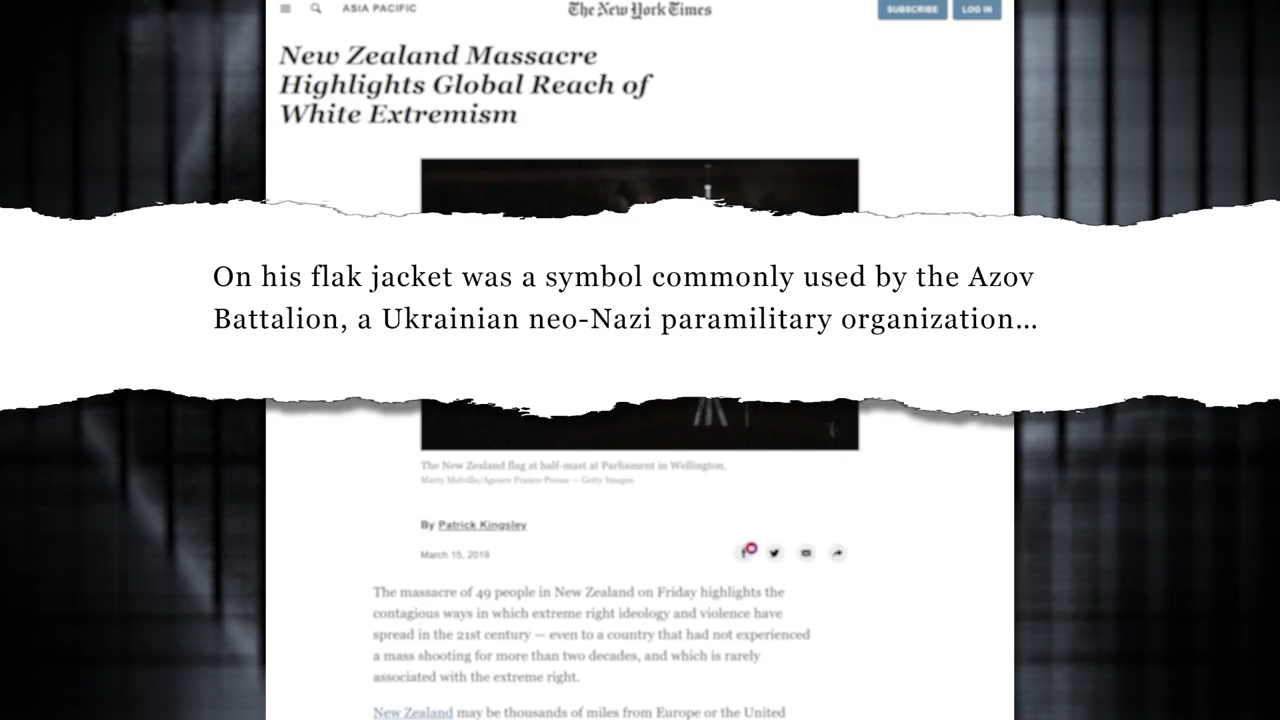 ASIA PACIFIC The New York Times SUBSCRIBE LOG IN
New Zealand Massacre
Highlights Global Reach of
White Extremism
On his flak jacket was a symbol commonly used by the Azov
Battalion, a Ukrainian neo-Nazi paramilitary organization...
The New Zealand flag at half-mast at Parliament in Wellington.
Marty Melville/Agence France-Presse — Getty Images
By Patrick Kingsley
March 15, 2019
The massacre of 49 people in New Zealand on Friday highlights the
contagious ways in which extreme right ideology and violence have
spread in the 21st century — even to a country that had not experienced
a mass shooting for more than two decades, and which is rarely
associated with the extreme right.
New Zealand may be thousands of miles from Europe or the United